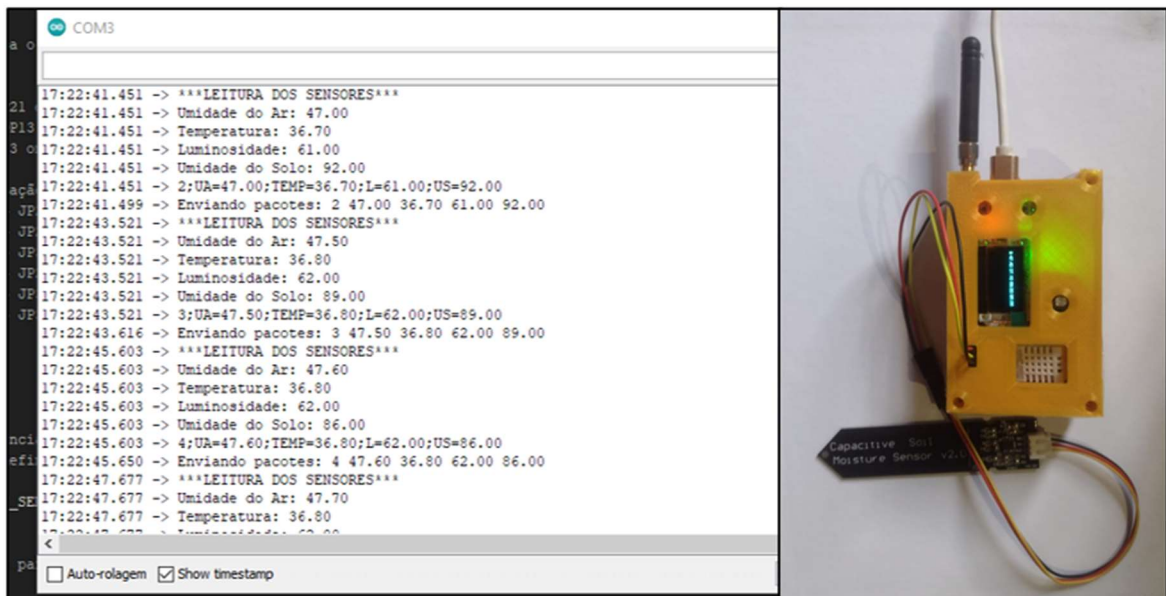 COM3
17:22:41.451 -> ***LEITURA DOS SENSORES***
17:22:41.451 -> Umidade do Ar: 47.00
17:22:41.451 -> Temperatura: 36.70
17:22:41.451 -> Luminosidade: 61.00
17:22:41.451 -> Umidade do Solo: 92.00
17:22:41.451 -> 2;UA=47.00;TEMP=36.70;L=61.00;US=92.00
17:22:41.499 -> Enviando pacotes: 2 47.00 36.70 61.00 92.00
17:22:43.521 -> ***LEITURA DOS SENSORES***
17:22:43.521 -> Umidade do Ar: 47.50
17:22:43.521 -> Temperatura: 36.80
17:22:43.521 -> Luminosidade: 62.00
17:22:43.521 -> Umidade do Solo: 89.00
17:22:43.521 -> 3;UA=47.50;TEMP=36.80;L=62.00;US=89.00
17:22:43.616 -> Enviando pacotes: 3 47.50 36.80 62.00 89.00
17:22:45.603 -> ***LEITURA DOS SENSORES***
17:22:45.603 -> Umidade do Ar: 47.60
17:22:45.603 -> Temperatura: 36.80
17:22:45.603 -> Luminosidade: 62.00
17:22:45.603 -> Umidade do Solo: 86.00
17:22:45.603 -> 4;UA=47.60;TEMP=36.80;L=62.00;US=86.00
17:22:45.650 -> Enviando pacotes: 4 47.60 36.80 62.00 86.00
17:22:47.677 -> ***LEITURA DOS SENSORES***
17:22:47.677 -> Umidade do Ar: 47.70
17:22:47.677 -> Temperatura: 36.80
Auto-rolagem Show timestamp
Capacitive Soil
Moisture Sensor v2.0